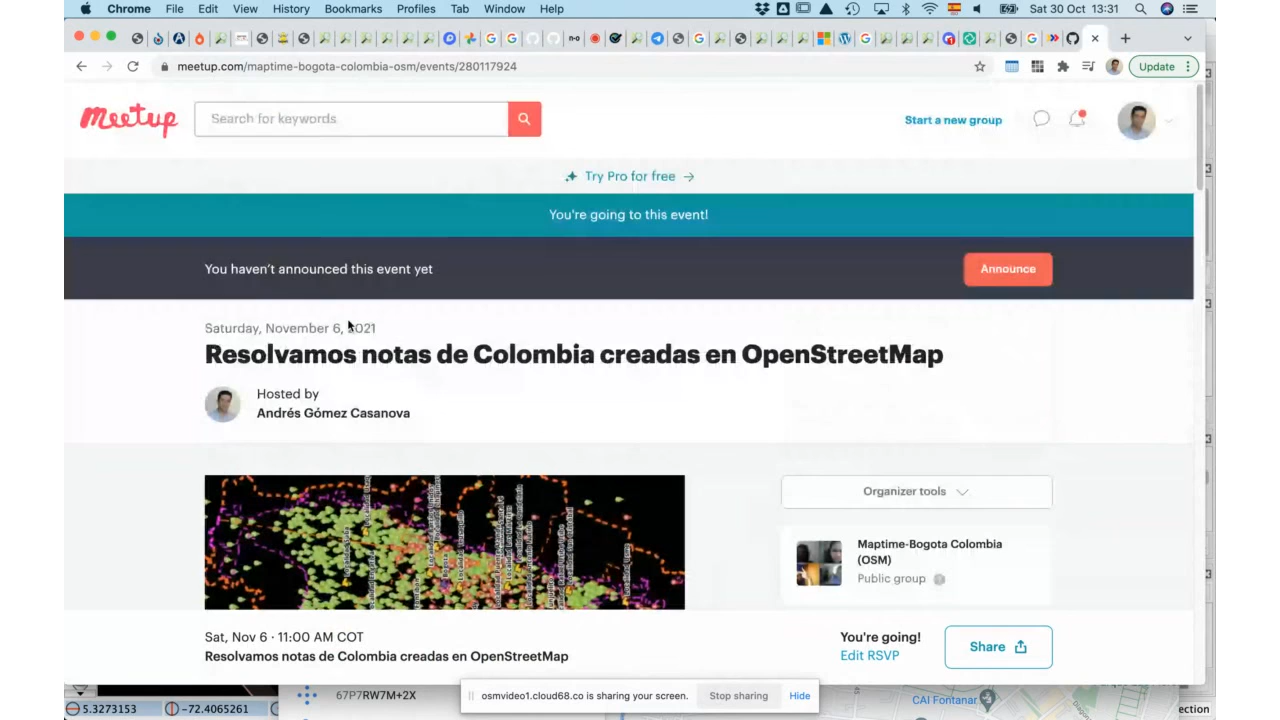 Chrome File Edit View History Bookmarks Profiles Tab Window Help Sat 30 Oct 13:31
meetup.com/maptime-bogota-colombia-osm/events/280117924 Update
Meetup Search for keywords Start a new group
Try Pro for free →
You're going to this event!
You haven't announced this event yet Announce
Saturday, November 6, 2021
Resolvamos notas de Colombia creadas en OpenStreetMap
Hosted by
Andrés Gómez Casanova
Organizer tools
Maptime-Bogota Colombia
(OSM)
Public group
Sat, Nov 6 · 11:00 AM COT
Resolvamos notas de Colombia creadas en OpenStreetMap
You're going!
Edit RSVP
Share
osmvideo1.cloud68.co is sharing your screen. Stop sharing Hide
67P7RW7M+2X
CAI Fontanar
5.3273153 -72.4065261
ection